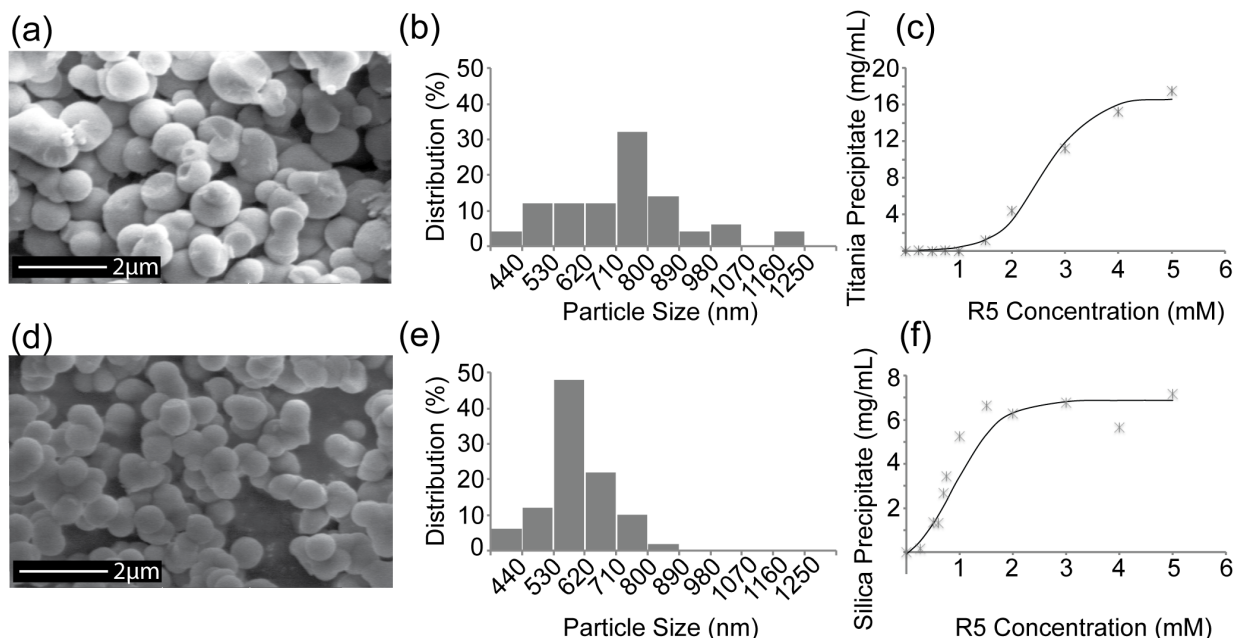 (a)
2μm
(b)
Distribution (%)
50
40
30
20
10
0
440 530 620 710 800 890 980 1070 1160 1250
Particle Size (nm)
(c)
Titania Precipitate (mg/mL)
20
16
12
8
4
1 2 3 4 5 6
R5 Concentration (mM)
(d)
2μm
(e)
Distribution (%)
50
40
30
20
10
0
440 530 620 710 800 890 980 1070 1160 1250
Particle Size (nm)
(f)
Silica Precipitate (mg/mL)
8
6
4
2
1 2 3 4 5 6
R5 Concentration (mM)